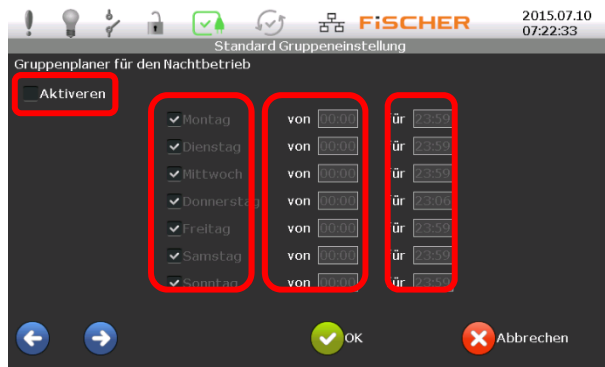 FiSCHER 2015.07.10
07:22:33
Standard Gruppeneinstellung
Gruppenplaner für den Nachtbetrieb
Aktiveren
Montag von 00:00 für 23:59
Dienstag von 00:00 für 23:59
Mittwoch von 00:00 für 23:59
Donnerstag von 00:00 für 23:06
Freitag von 00:00 für 23:59
Samstag von 00:00 für 23:59
Sonntag von 00:00 für 23:59
OK Abbrechen